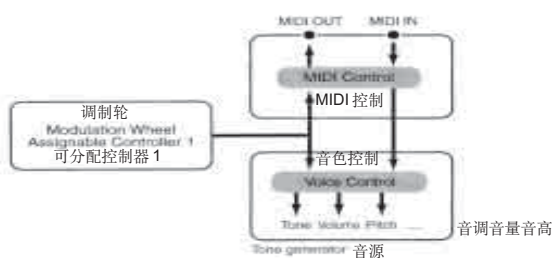 MIDI OUT MIDI IN
MIDI Control
MIDI 控制
调制轮
Modulation Wheel
Assignable Controller 1
可分配控制器 1
音色控制
Voice Control
Tone Volume Pitch ....
音调音量音高
Tone generator 音源